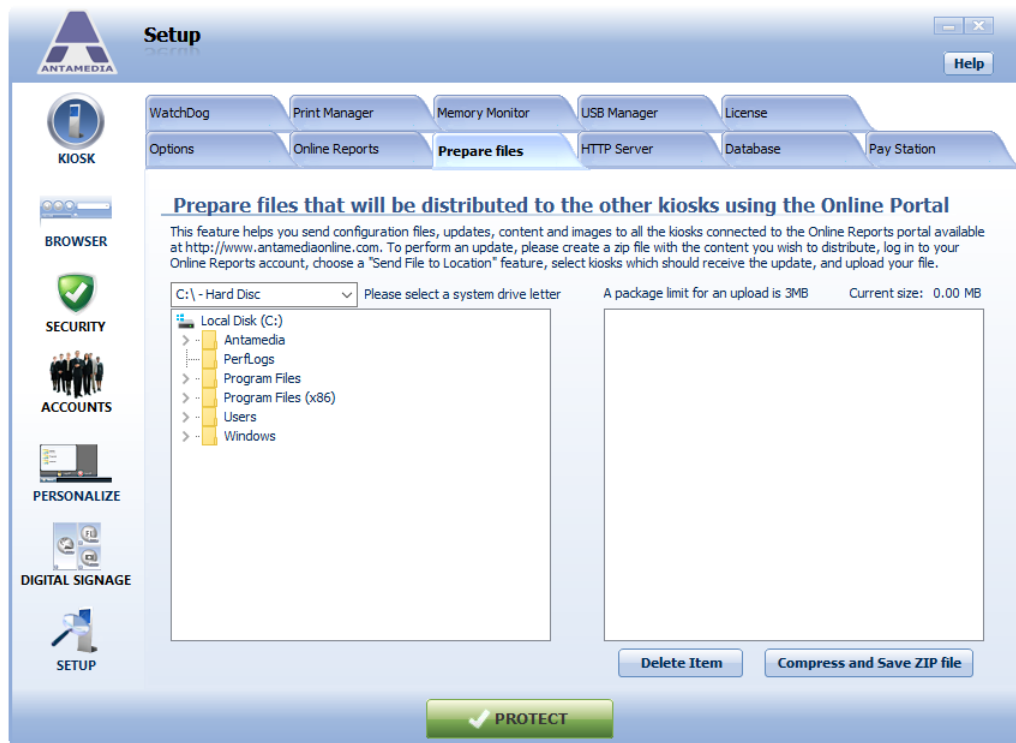 ANTAMEDIA
Setup
Help
KIOSK
BROWSER
SECURITY
ACCOUNTS
PERSONALIZE
DIGITAL SIGNAGE
SETUP
WatchDog Print Manager Memory Monitor USB Manager License
Options Online Reports Prepare files HTTP Server Database Pay Station
Prepare files that will be distributed to the other kiosks using the Online Portal
This feature helps you send configuration files, updates, content and images to all the kiosks connected to the Online Reports portal available
at http://www.antamediaonline.com. To perform an update, please create a zip file with the content you wish to distribute, log in to your
Online Reports account, choose a "Send File to Location" feature, select kiosks which should receive the update, and upload your file.
C:\ - Hard Disc Please select a system drive letter A package limit for an upload is 3MB Current size: 0.00 MB
Local Disk (C:)
Antamedia
PerfLogs
Program Files
Program Files (x86)
Users
Windows
Delete Item Compress and Save ZIP file
PROTECT